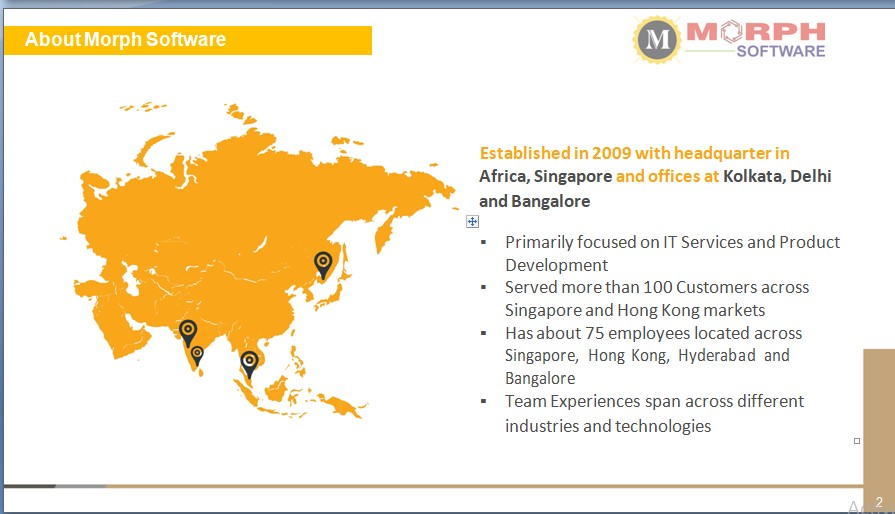 About Morph Software
M
MORPH
SOFTWARE
Established in 2009 with headquarter in
Africa, Singapore and offices at Kolkata, Delhi
and Bangalore
▪ Primarily focused on IT Services and Product
Development
▪ Served more than 100 Customers across
Singapore and Hong Kong markets
▪ Has about 75 employees located across
Singapore, Hong Kong, Hyderabad and
Bangalore
▪ Team Experiences span across different
industries and technologies
2